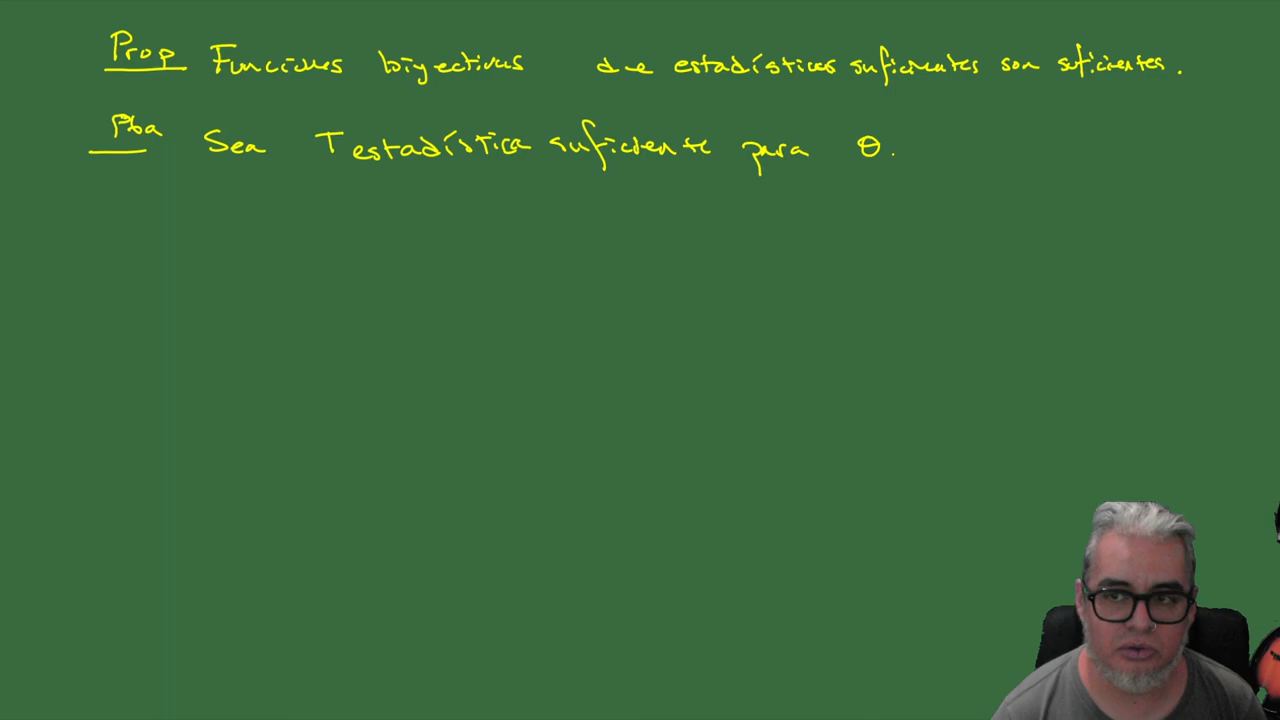 Prop Funciones biyectivas de estadísticas suficientes son suficientes.
Pba Sea T estadística suficiente para θ.